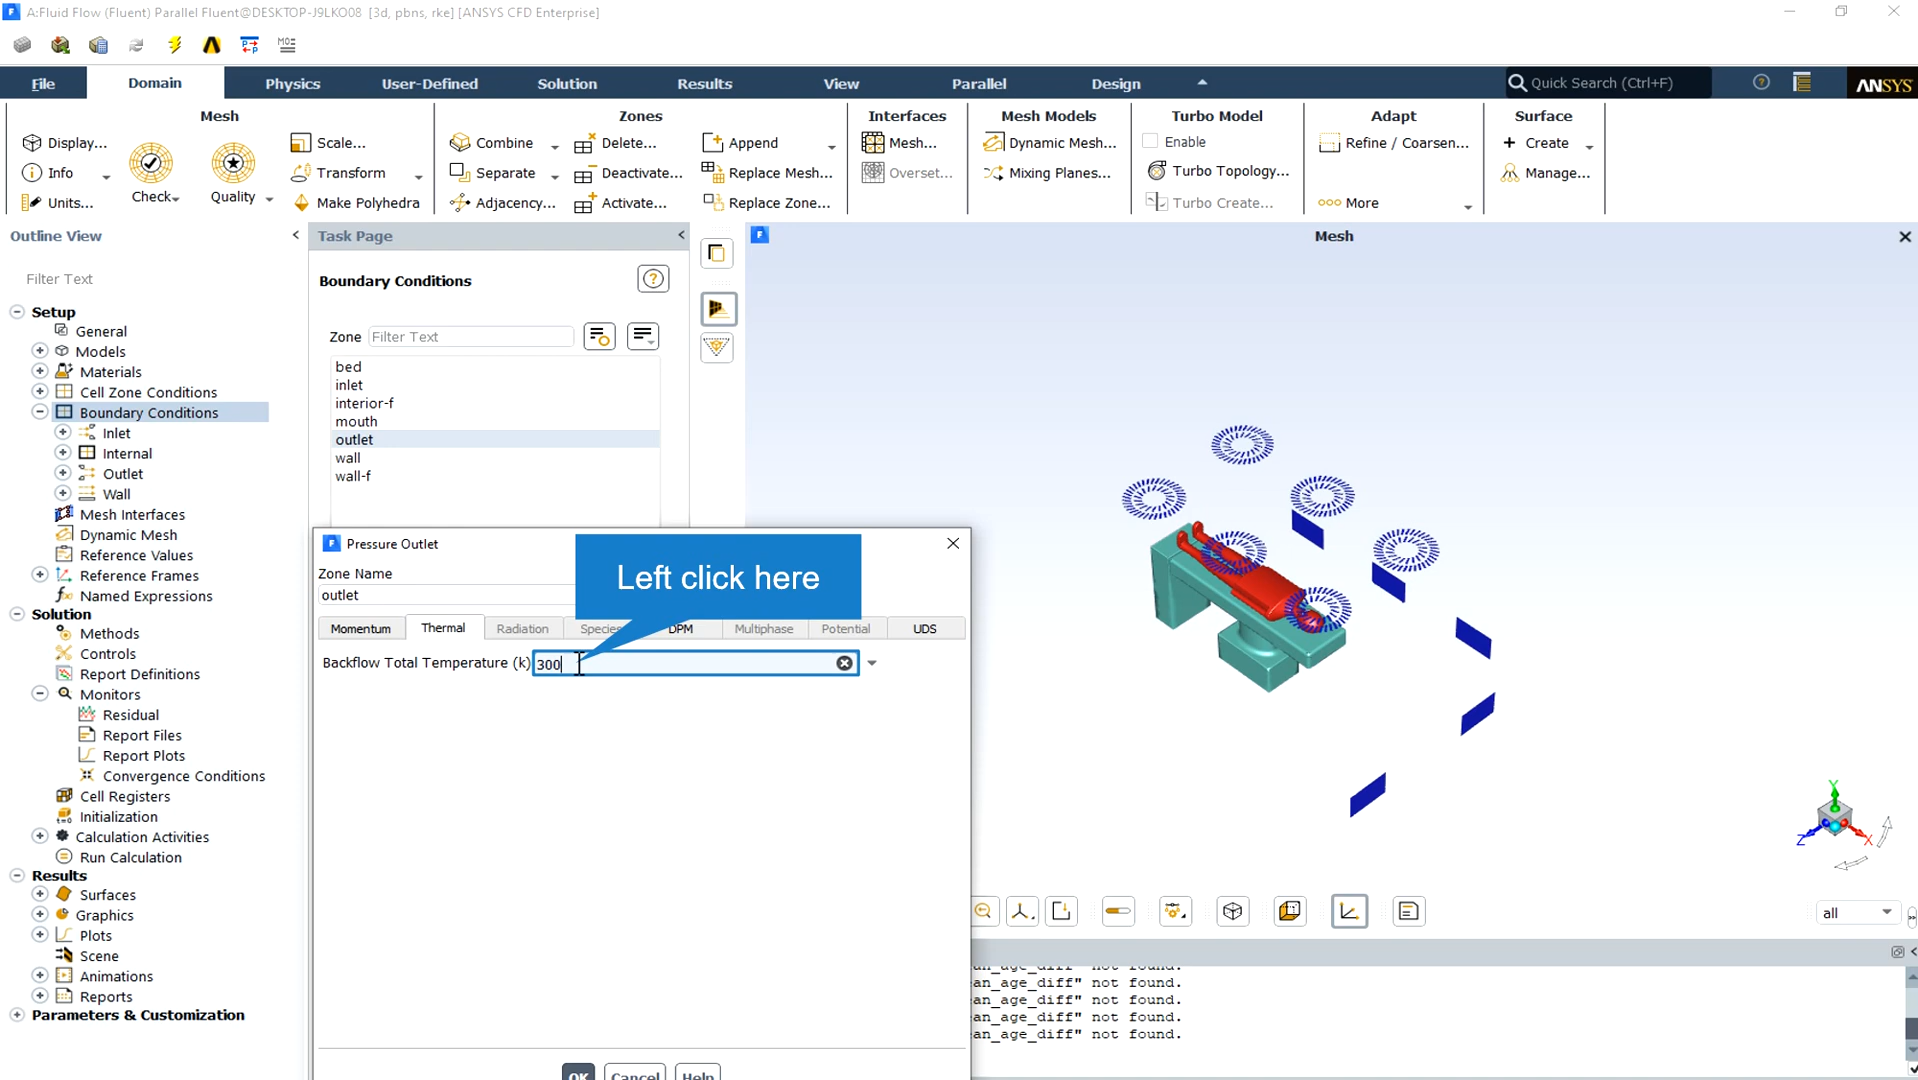 A:Fluid Flow (Fluent) Parallel Fluent@DESKTOP-J9LKO08 [3d, pbns, rke] [ANSYS CFD Enterprise]
File Domain Physics User-Defined Solution Results View Parallel Design Quick Search (Ctrl+F) ANSYS
Mesh Zones Interfaces Mesh Models Turbo Model Adapt Surface
Display... Scale... Combine Delete... Append Mesh... Dynamic Mesh... Enable Refine / Coarsen... Create
Info Transform Separate Deactivate... Replace Mesh... Overset... Mixing Planes... Turbo Topology... Manage...
Units... Check Quality Make Polyhedra Adjacency... Activate... Replace Zone... Turbo Create... More
Outline View
Filter Text
Setup
General
Models
Materials
Cell Zone Conditions
Boundary Conditions
Inlet
Internal
Outlet
Wall
Mesh Interfaces
Dynamic Mesh
Reference Values
Reference Frames
Named Expressions
Solution
Methods
Controls
Report Definitions
Monitors
Residual
Report Files
Report Plots
Convergence Conditions
Cell Registers
Initialization
Calculation Activities
Run Calculation
Results
Surfaces
Graphics
Plots
Scene
Animations
Reports
Parameters & Customization
Task Page
Boundary Conditions
Zone Filter Text
bed
inlet
interior-f
mouth
outlet
wall
wall-f
Pressure Outlet
Zone Name
outlet
Left click here
Momentum Thermal Radiation Species DPM Multiphase Potential UDS
Backflow Total Temperature (k) 300
OK Cancel Help
Mesh
Y
Z
X
all
an_age_diff" not found.
an_age_diff" not found.
an_age_diff" not found.
an_age_diff" not found.
an_age_diff" not found.